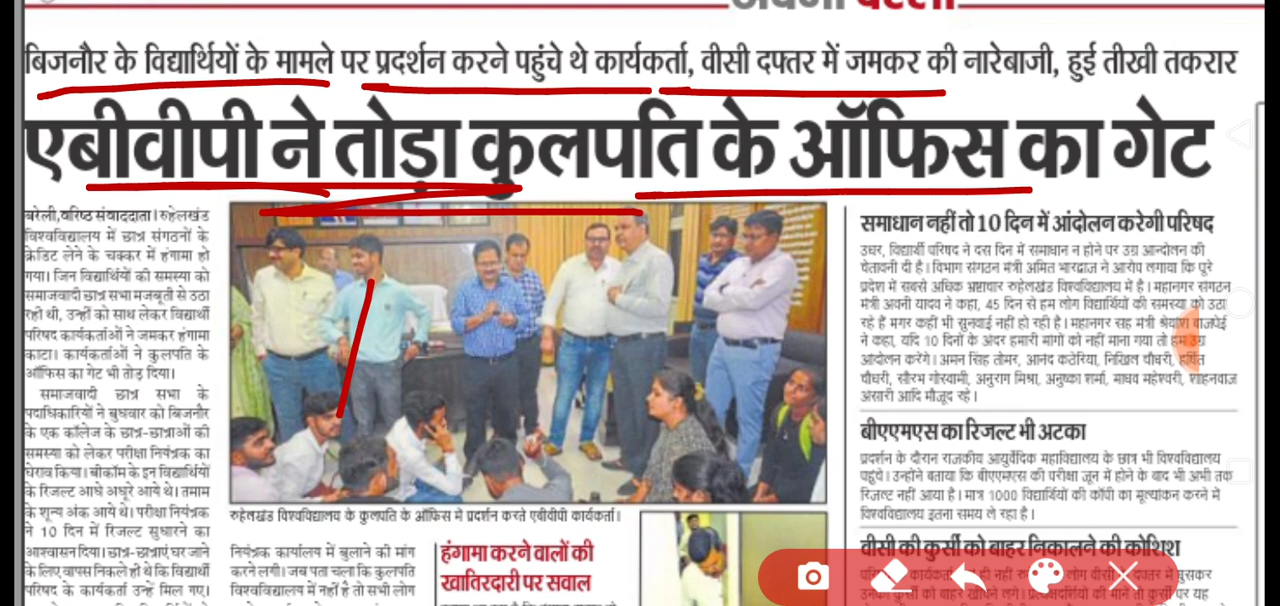 बरेली
बिजनौर के विद्यार्थियों के मामले पर प्रदर्शन करने पहुंचे थे कार्यकर्ता, वीसी दफ्तर में जमकर की नारेबाजी, हुई तीखी तकरार
एबीवीपी ने तोड़ा कुलपति के ऑफिस का गेट
बरेली, वरिष्ठ संवाददाता। रुहेलखंड
विश्वविद्यालय में छात्र संगठनों के
क्रेडिट लेने के चक्कर में हंगामा हो
गया। जिन विद्यार्थियों की समस्या को
समाजवादी छात्र सभा मजबूती से उठा
रही थी, उन्हीं को साथ लेकर विद्यार्थी
परिषद कार्यकर्ताओं ने जमकर हंगामा
काटा। कार्यकर्ताओं ने कुलपति के
ऑफिस का गेट भी तोड़ दिया।
समाजवादी छात्र सभा के
पदाधिकारियों ने बुधवार को बिजनौर
के एक कॉलेज के छात्र-छात्राओं की
समस्या को लेकर परीक्षा नियंत्रक का
घेराव किया। बीकॉम के इन विद्यार्थियों
के रिजल्ट आधे अधूरे आये थे। तमाम
के शून्य अंक आये थे। परीक्षा नियंत्रक
ने 10 दिन में रिजल्ट सुधारने का
आश्वासन दिया। छात्र-छात्राएं घर जाने
के लिए वापस निकले ही थे कि विद्यार्थी
परिषद के कार्यकर्ता उन्हें मिल गए।
रुहेलखंड विश्वविद्यालय के कुलपति के ऑफिस में प्रदर्शन करते एबीवीपी कार्यकर्ता।
नियंत्रक कार्यालय में बुलाने की मांग
करने लगी। जब पता चला कि कुलपति
विश्वविद्यालय में नहीं है तो सभी लोग
हंगामा करने वालों की
खातिरदारी पर सवाल
समाधान नहीं तो 10 दिन में आंदोलन करेगी परिषद
उधर, विद्यार्थी परिषद ने दस दिन में समाधान न होने पर उग्र आन्दोलन की
चेतावनी दी है। विभाग संगठन मंत्री अमित भारद्वाज ने आरोप लगाया कि पूरे
प्रदेश में सबसे अधिक भ्रष्टाचार रुहेलखंड विश्वविद्यालय में है। महानगर संगठन
मंत्री अवनी यादव ने कहा, 45 दिन से हम लोग विद्यार्थियों की समस्या को उठा
रहे है मगर कहीं भी सुनवाई नहीं हो रही है। महानगर सह मंत्री श्रेयांश बाजपेई
ने कहा, यदि 10 दिनों के अंदर हमारी मांगो को नहीं माना गया तो हम उग्र
आंदोलन करेंगे। अमन सिंह तोमर, आनंद कठेरिया, निखिल चौधरी, हर्षित
चौधरी, सौरभ गोस्वामी, अनुराग मिश्रा, अनुष्का शर्मा, माधव महेश्वरी, शाहनवाज
अंसारी आदि मौजूद रहे।
बीएएमएस का रिजल्ट भी अटका
प्रदर्शन के दौरान राजकीय आयुर्वेदिक महाविद्यालय के छात्र भी विश्वविद्यालय
पहुंचे। उन्होंने बताया कि बीएएमएस की परीक्षा जून में होने के बाद भी अभी तक
रिजल्ट नहीं आया है। मात्र 1000 विद्यार्थियों की कॉपी का मूल्यांकन करने में
विश्वविद्यालय इतना समय ले रहा है।
वीसी की कुर्सी को बाहर निकालने की कोशिश